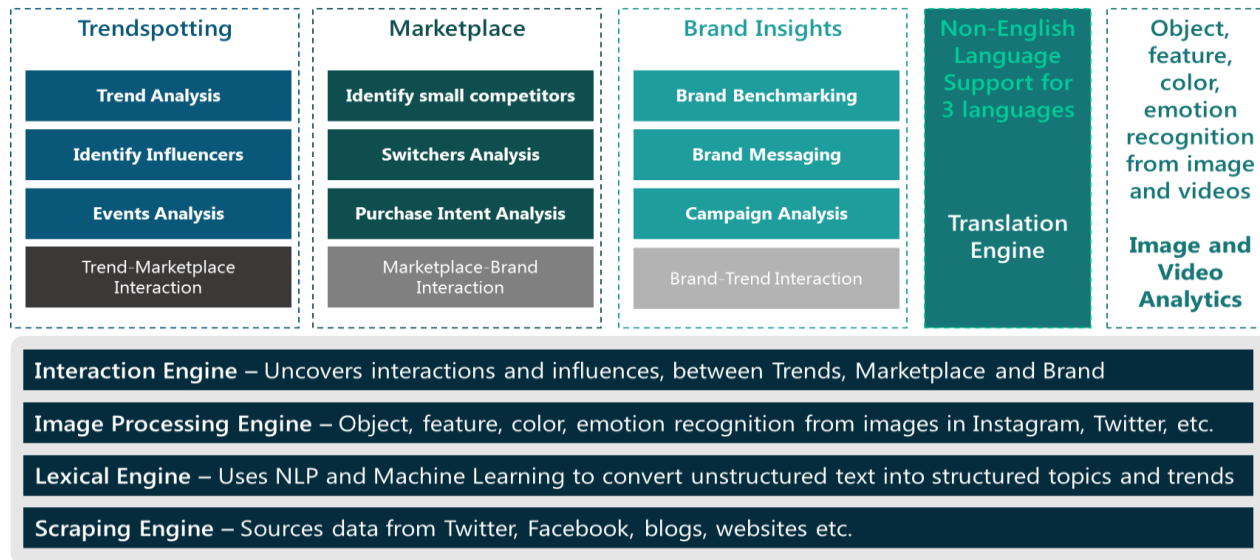 Trendspotting
Trend Analysis
Identify Influencers
Events Analysis
Trend-Marketplace
Interaction
Marketplace
Identify small competitors
Switchers Analysis
Purchase Intent Analysis
Marketplace-Brand
Interaction
Brand Insights
Brand Benchmarking
Brand Messaging
Campaign Analysis
Brand-Trend Interaction
Non-English
Language
Support for
3 languages
Translation
Engine
Object,
feature,
color,
emotion
recognition
from image
and videos
Image and
Video
Analytics
Interaction Engine – Uncovers interactions and influences, between Trends, Marketplace and Brand
Image Processing Engine – Object, feature, color, emotion recognition from images in Instagram, Twitter, etc.
Lexical Engine – Uses NLP and Machine Learning to convert unstructured text into structured topics and trends
Scraping Engine – Sources data from Twitter, Facebook, blogs, websites etc.